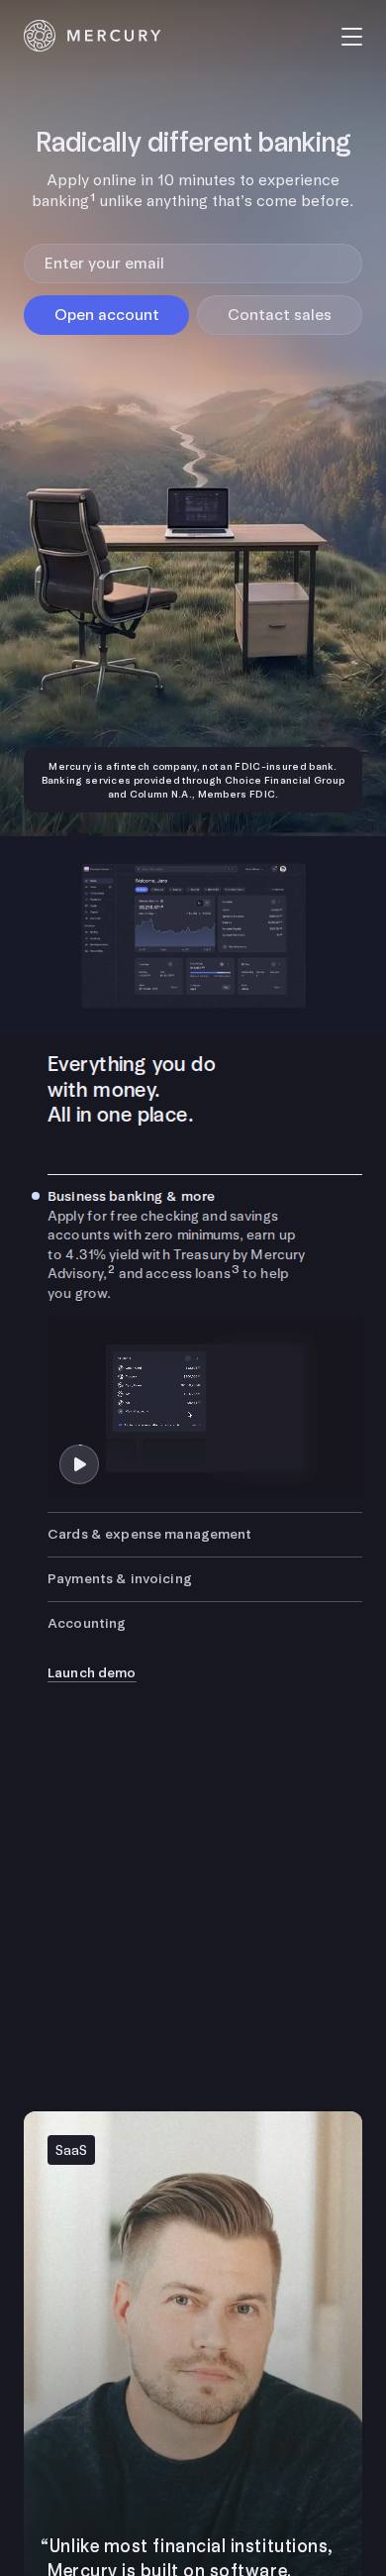 MERCURY
Radically different banking
Apply online in 10 minutes to experience
banking¹ unlike anything that’s come before.
Enter your email
Open account
Contact sales
Mercury is a fintech company, not an FDIC-insured bank.
Banking services provided through Choice Financial Group
and Column N.A., Members FDIC.
Welcome, Jane
Everything you do
with money.
All in one place.
Business banking & more
Apply for free checking and savings
accounts with zero minimums, earn up
to 4.31% yield with Treasury by Mercury
Advisory,² and access loans³ to help
you grow.
Cards & expense management
Payments & invoicing
Accounting
Launch demo
SaaS
“Unlike most financial institutions,
Mercury is built on software.